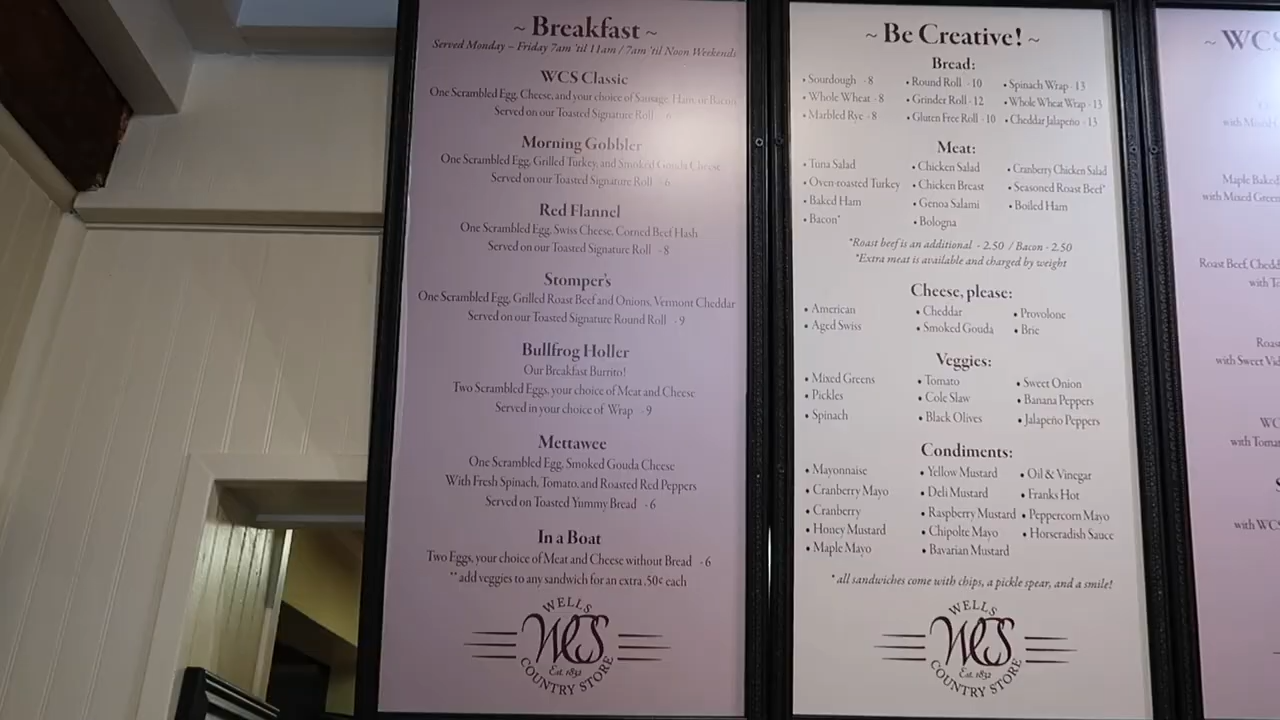 ~ Breakfast ~
Served Monday – Friday 7am 'til 11am / 7am 'til Noon Weekends
WCS Classic
One Scrambled Egg, Cheese, and your choice of Sausage, Ham, or Bacon
Served on our Toasted Signature Roll - 6
Morning Gobbler
One Scrambled Egg, Grilled Turkey, and Smoked Gouda Cheese
Served on our Toasted Signature Roll - 6
Red Flannel
One Scrambled Egg, Swiss Cheese, Corned Beef Hash
Served on our Toasted Signature Roll - 8
Stomper's
One Scrambled Egg, Grilled Roast Beef and Onions, Vermont Cheddar
Served on our Toasted Signature Round Roll - 9
Bullfrog Holler
Our Breakfast Burrito!
Two Scrambled Eggs, your choice of Meat and Cheese
Served in your choice of Wrap - 9
Mettawee
One Scrambled Egg, Smoked Gouda Cheese
With Fresh Spinach, Tomato, and Roasted Red Peppers
Served on Toasted Yummy Bread - 6
In a Boat
Two Eggs, your choice of Meat and Cheese without Bread - 6
** add veggies to any sandwich for an extra .50¢ each
WELLS
WCS
Est. 1832
COUNTRY STORE
~ Be Creative! ~
Bread:
• Sourdough - 8 • Round Roll - 10 • Spinach Wrap - 13
• Whole Wheat - 8 • Grinder Roll - 12 • Whole Wheat Wrap - 13
• Marbled Rye - 8 • Gluten Free Roll - 10 • Cheddar Jalapeño - 13
Meat:
• Tuna Salad • Chicken Salad • Cranberry Chicken Salad
• Oven-roasted Turkey • Chicken Breast • Seasoned Roast Beef*
• Baked Ham • Genoa Salami • Boiled Ham
• Bacon* • Bologna
*Roast beef is an additional - 2.50 / Bacon - 2.50
*Extra meat is available and charged by weight
Cheese, please:
• American • Cheddar • Provolone
• Aged Swiss • Smoked Gouda • Brie
Veggies:
• Mixed Greens • Tomato • Sweet Onion
• Pickles • Cole Slaw • Banana Peppers
• Spinach • Black Olives • Jalapeño Peppers
Condiments:
• Mayonnaise • Yellow Mustard • Oil & Vinegar
• Cranberry Mayo • Deli Mustard • Franks Hot
• Cranberry • Raspberry Mustard • Peppercorn Mayo
• Honey Mustard • Chipolte Mayo • Horseradish Sauce
• Maple Mayo • Bavarian Mustard
* all sandwiches come with chips, a pickle spear, and a smile!
WELLS
WCS
Est. 1832
COUNTRY STORE
~ WCS
with Mixed
Maple Baked
with Mixed Green
Roast Beef, Chedd
with To
Roas
with Sweet Vid
WC
with Tomat
S
with WCS